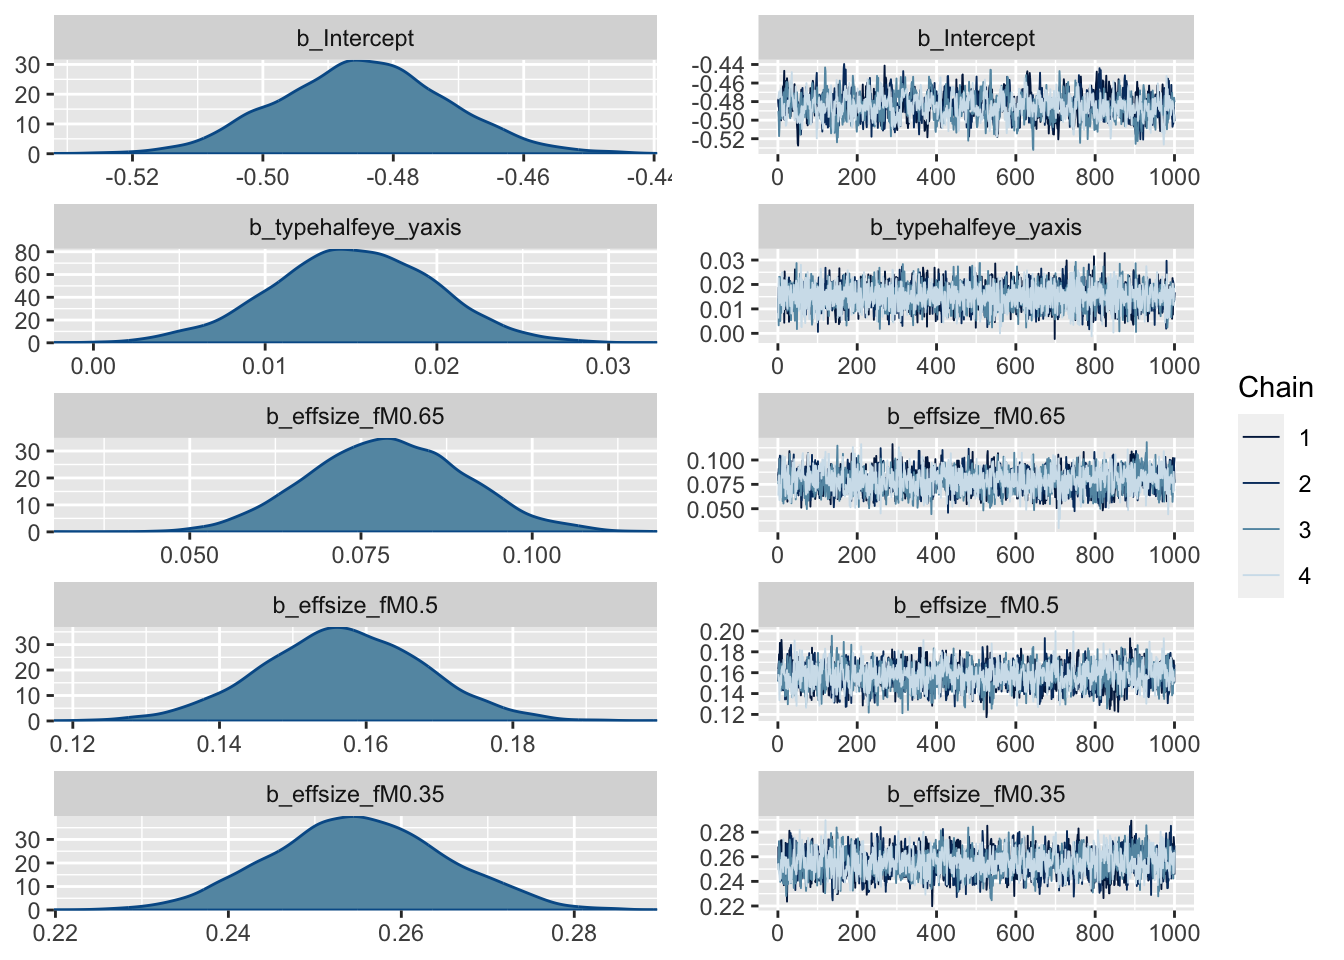 b_Intercept
30
20
10
0
-0.52 -0.50 -0.48 -0.46 -0.44
b_Intercept
-0.44
-0.46
-0.48
-0.50
-0.52
0 200 400 600 800 1000
b_typehalfeye_yaxis
80
60
40
20
0
0.00 0.01 0.02 0.03
b_typehalfeye_yaxis
0.03
0.02
0.01
0.00
0 200 400 600 800 1000
b_effsize_fM0.65
30
20
10
0
0.050 0.075 0.100
b_effsize_fM0.65
0.100
0.075
0.050
0 200 400 600 800 1000
b_effsize_fM0.5
30
20
10
0
0.12 0.14 0.16 0.18
b_effsize_fM0.5
0.20
0.18
0.16
0.14
0.12
0 200 400 600 800 1000
b_effsize_fM0.35
30
20
10
0
0.22 0.24 0.26 0.28
b_effsize_fM0.35
0.28
0.26
0.24
0.22
0 200 400 600 800 1000
Chain
1
2
3
4